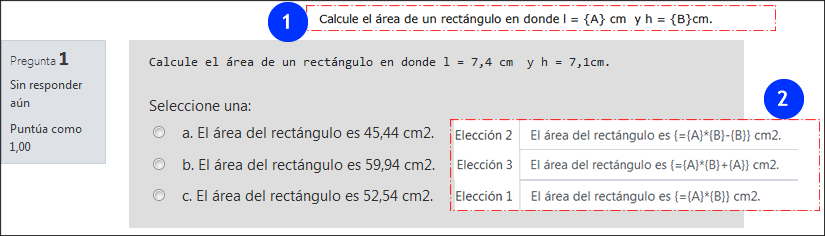 1 Calcule el área de un rectángulo en donde l = {A} cm y h = {B}cm.
Pregunta 1
Sin responder
aún
Puntúa como
1,00
Calcule el área de un rectángulo en donde l = 7,4 cm y h = 7,1cm.
2
Seleccione una:
a. El área del rectángulo es 45,44 cm2.
Elección 2 El área del rectángulo es {={A}*{B}-{B}} cm2.
b. El área del rectángulo es 59,94 cm2.
Elección 3 El área del rectángulo es {={A}*{B}+{A}} cm2.
c. El área del rectángulo es 52,54 cm2.
Elección 1 El área del rectángulo es {={A}*{B}} cm2.